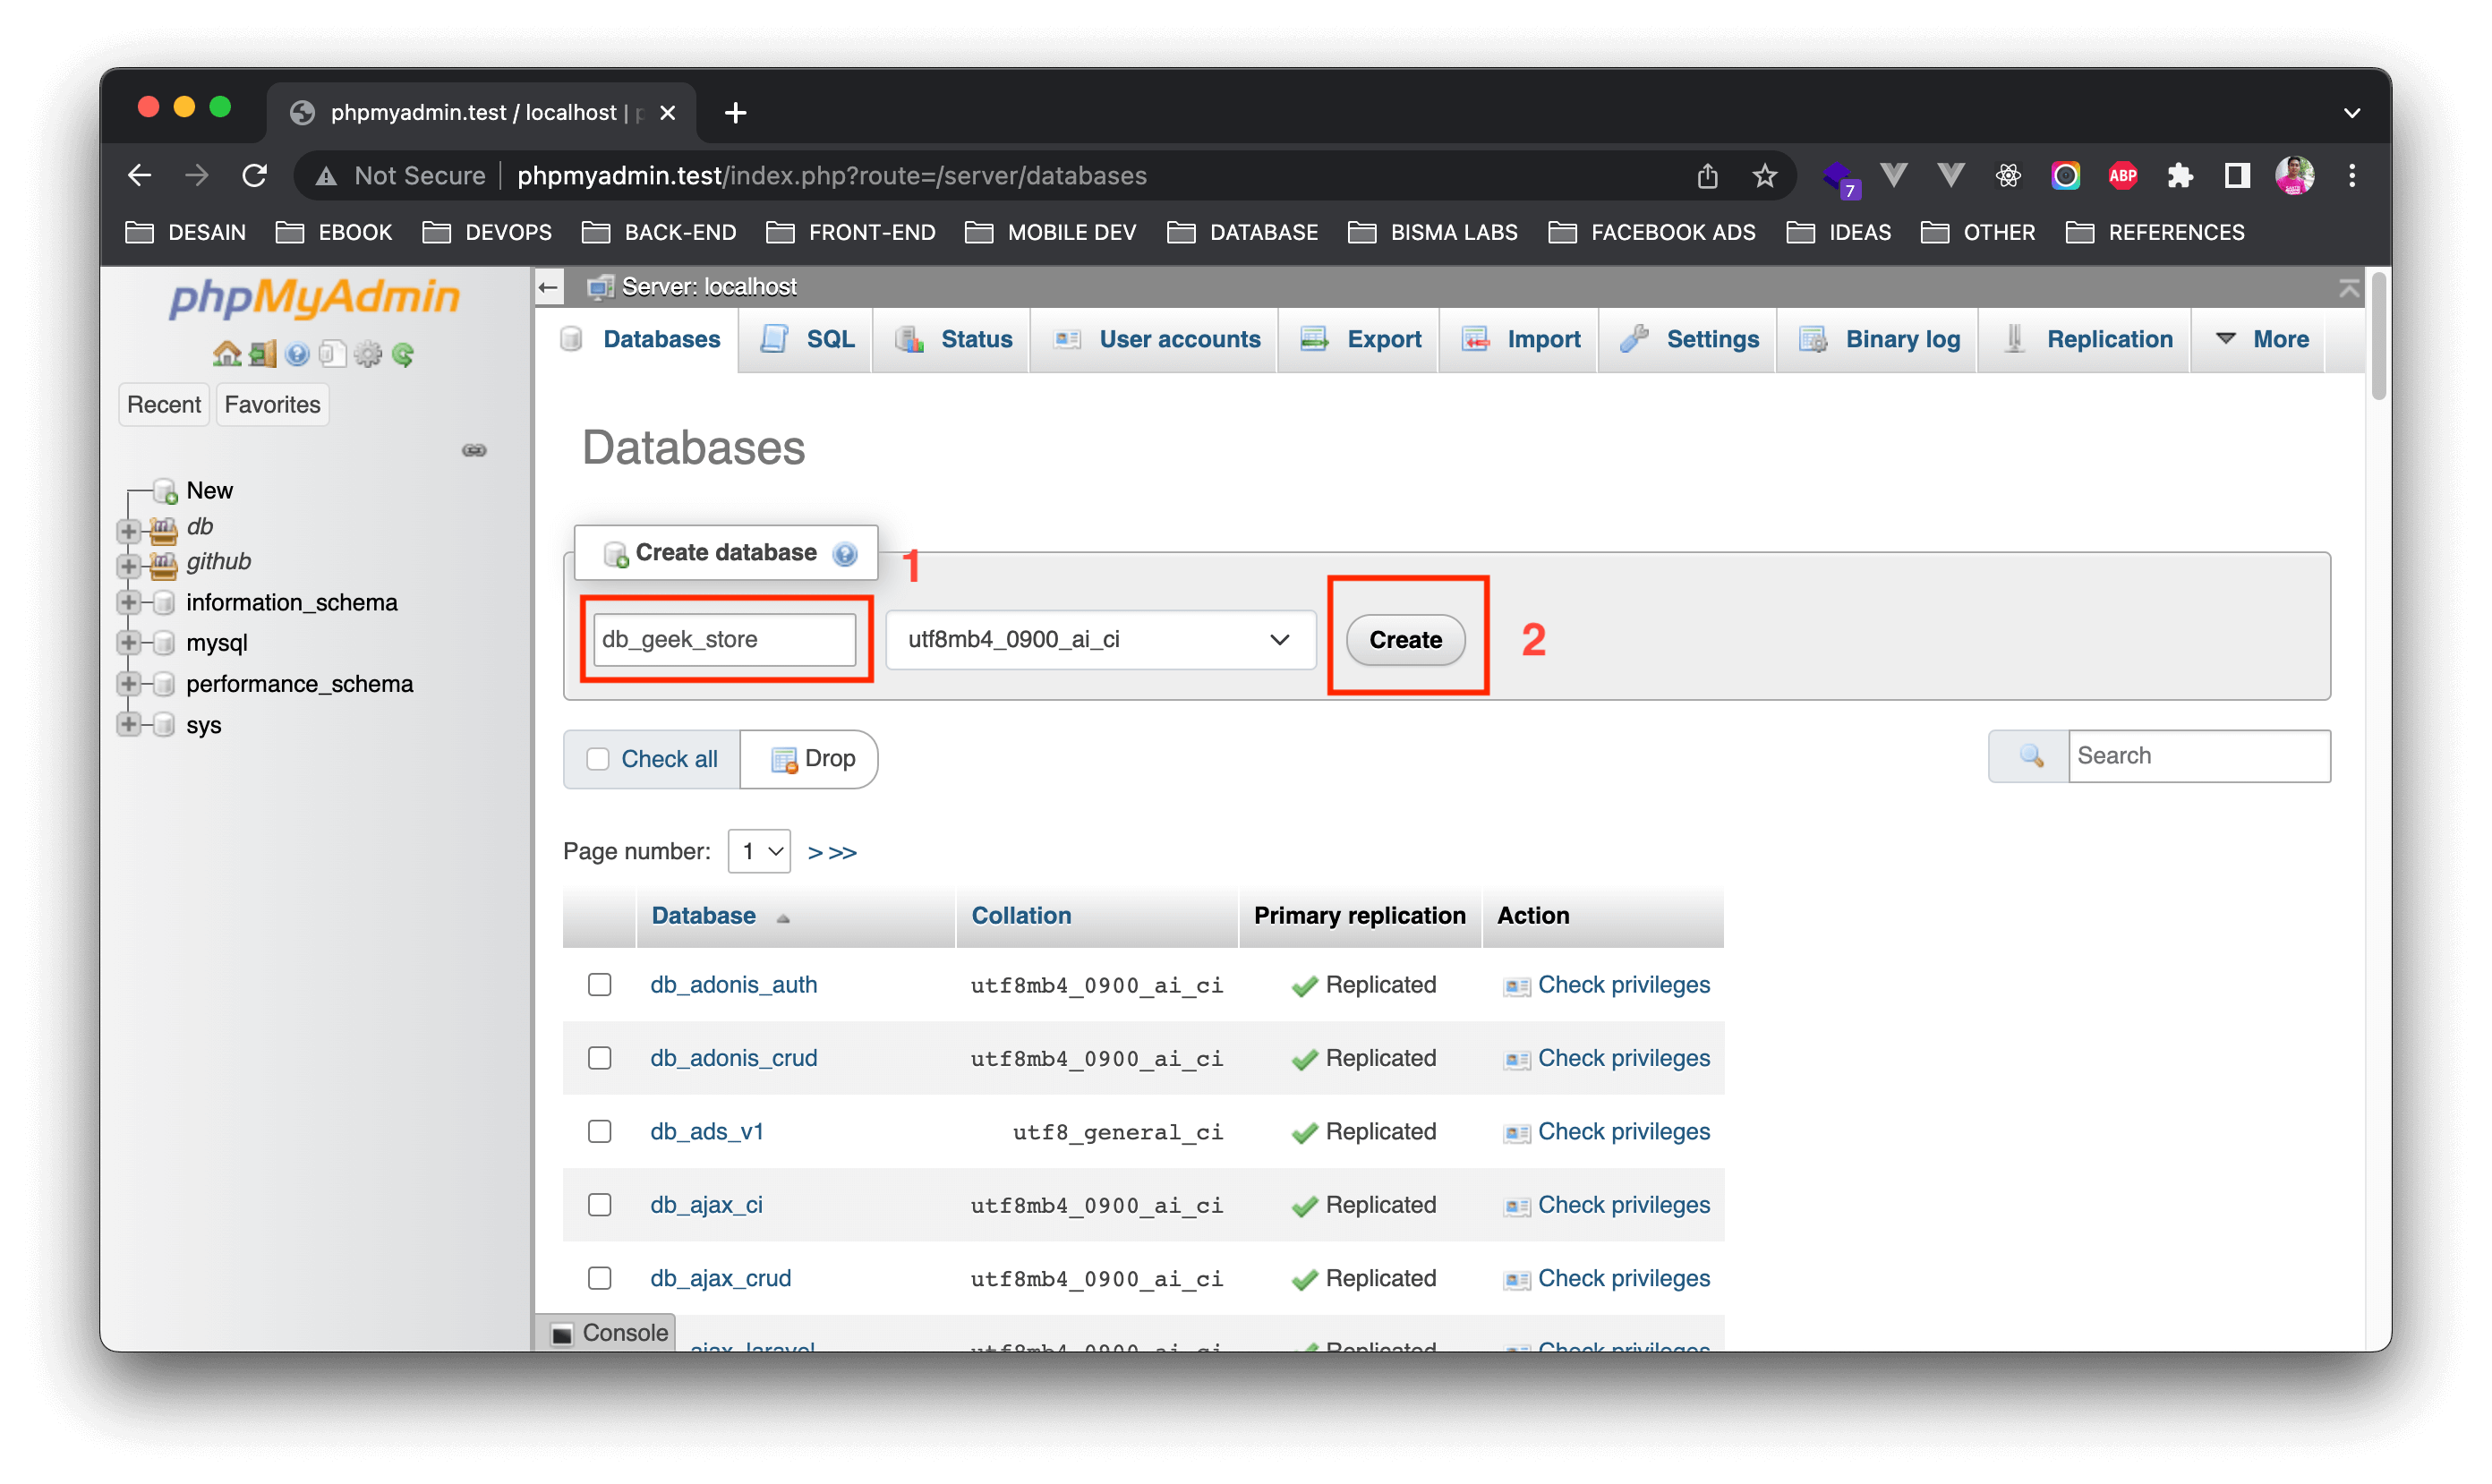 phpmyadmin.test / localhost |
Not Secure phpmyadmin.test/index.php?route=/server/databases ABP 7
DESAIN EBOOK DEVOPS BACK-END FRONT-END MOBILE DEV DATABASE BISMA LABS FACEBOOK ADS IDEAS OTHER REFERENCES
phpMyAdmin
Recent Favorites
New
db
github
information_schema
mysql
performance_schema
sys
Server: localhost
Databases SQL Status User accounts Export Import Settings Binary log Replication More
Databases
Create database 1
db_geek_store utf8mb4_0900_ai_ci Create 2
Check all Drop Search
Page number: 1 > >>
Database Collation Primary replication Action
db_adonis_auth utf8mb4_0900_ai_ci Replicated Check privileges
db_adonis_crud utf8mb4_0900_ai_ci Replicated Check privileges
db_ads_v1 utf8_general_ci Replicated Check privileges
db_ajax_ci utf8mb4_0900_ai_ci Replicated Check privileges
db_ajax_crud utf8mb4_0900_ai_ci Replicated Check privileges
ajax_laravel utf8mb4_0900_ai_ci Replicated Check privileges
Console